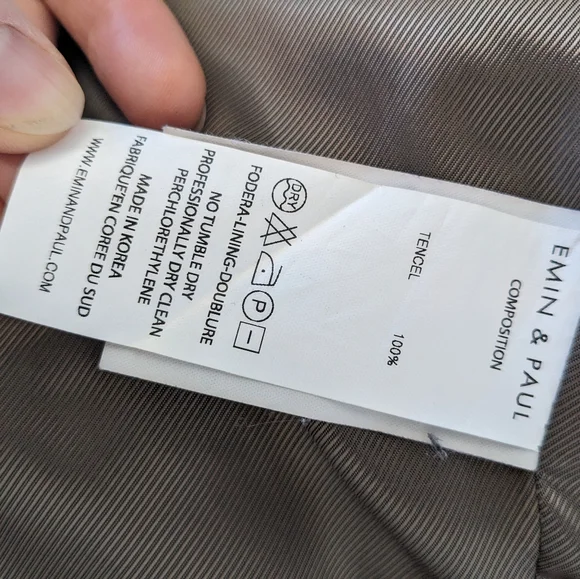 EMIN & PAUL
COMPOSITION
TENCEL 100%
DRY P
FODERA-LINING-DOUBLURE
NO TUMBLE DRY
PROFESSIONALLY DRY CLEAN
PERCHLORETHYLENE
MADE IN KOREA
FABRIQUE'EN COREE DU SUD
WWW.EMINANDPAUL.COM